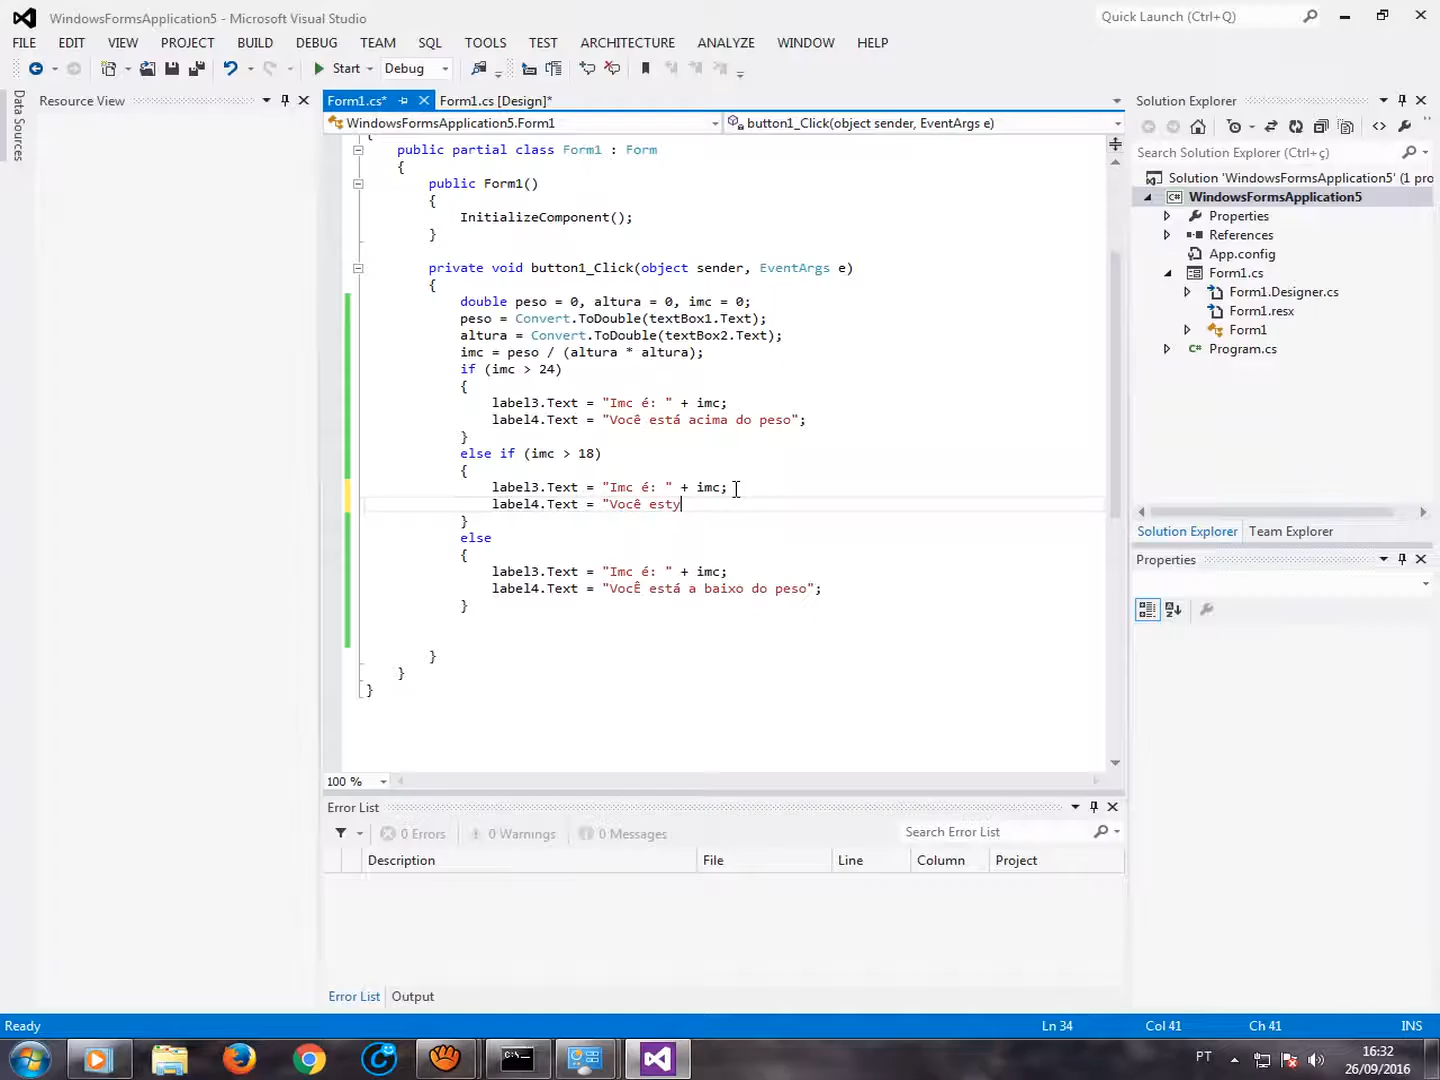 WindowsFormsApplication5 - Microsoft Visual Studio
Quick Launch (Ctrl+Q)
FILE EDIT VIEW PROJECT BUILD DEBUG TEAM SQL TOOLS TEST ARCHITECTURE ANALYZE WINDOW HELP
Start Debug
Data Sources
Resource View
Form1.cs* Form1.cs [Design]*
WindowsFormsApplication5.Form1 button1_Click(object sender, EventArgs e)
{
public partial class Form1 : Form
{
public Form1()
{
InitializeComponent();
}
private void button1_Click(object sender, EventArgs e)
{
double peso = 0, altura = 0, imc = 0;
peso = Convert.ToDouble(textBox1.Text);
altura = Convert.ToDouble(textBox2.Text);
imc = peso / (altura * altura);
if (imc > 24)
{
label3.Text = "Imc é: " + imc;
label4.Text = "Você está acima do peso";
}
else if (imc > 18)
{
label3.Text = "Imc é: " + imc;
label4.Text = "Você esty
}
else
{
label3.Text = "Imc é: " + imc;
label4.Text = "VocÊ está a baixo do peso";
}
}
}
}
100 %
Solution Explorer
Search Solution Explorer (Ctrl+ç)
Solution 'WindowsFormsApplication5' (1 pro
C# WindowsFormsApplication5
Properties
References
App.config
Form1.cs
Form1.Designer.cs
Form1.resx
Form1
C# Program.cs
Solution Explorer Team Explorer
Properties
Error List
0 Errors 0 Warnings 0 Messages Search Error List
Description File Line Column Project
Error List Output
Ready Ln 34 Col 41 Ch 41 INS
C:\. PT 16:32
26/09/2016